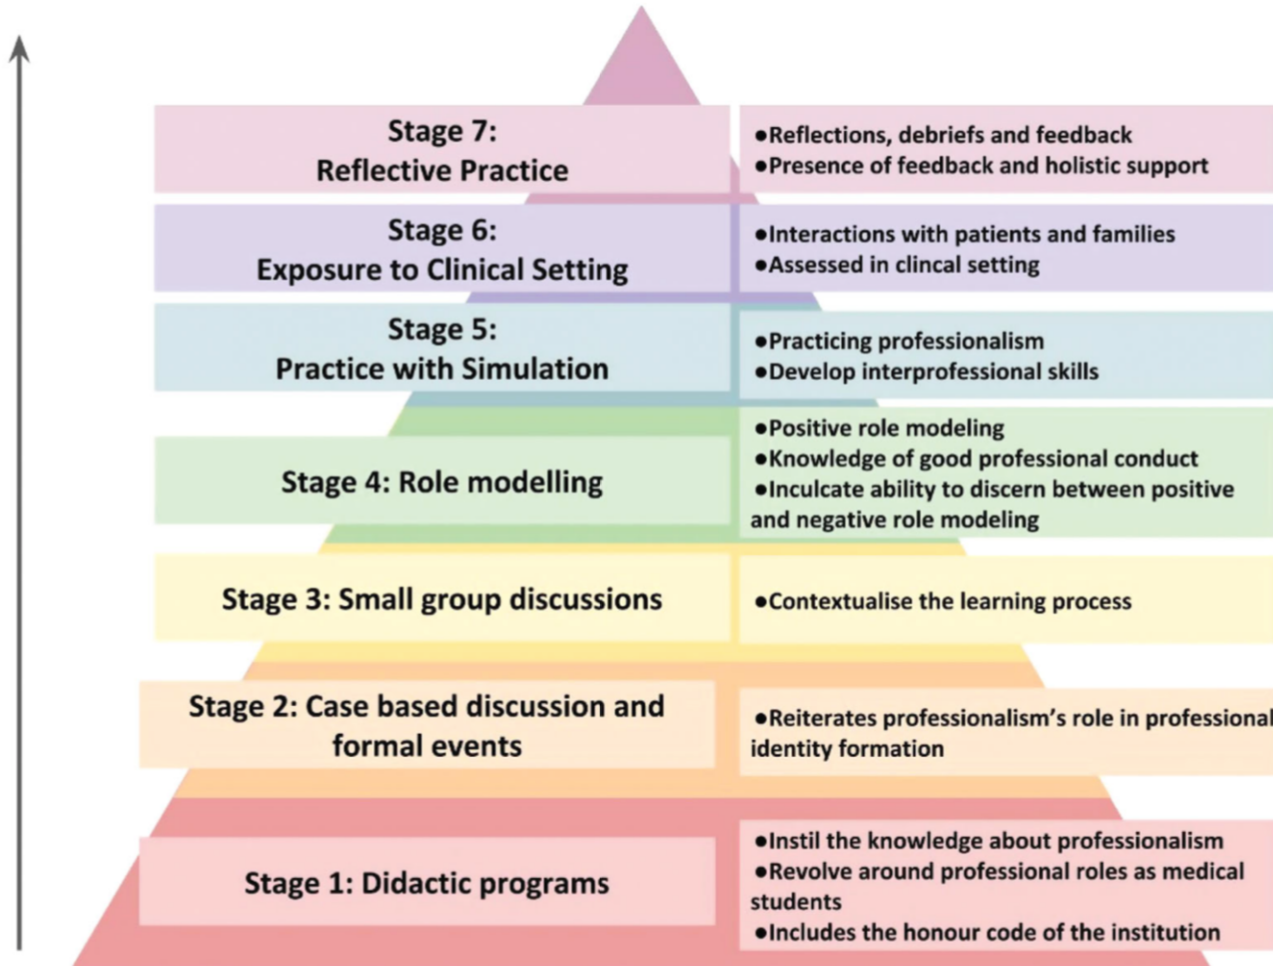 Stage 7:
Reflective Practice
●Reflections, debriefs and feedback
●Presence of feedback and holistic support
Stage 6:
Exposure to Clinical Setting
●Interactions with patients and families
●Assessed in clincal setting
Stage 5:
Practice with Simulation
●Practicing professionalism
●Develop interprofessional skills
Stage 4: Role modelling
●Positive role modeling
●Knowledge of good professional conduct
●Inculcate ability to discern between positive
and negative role modeling
Stage 3: Small group discussions
●Contextualise the learning process
Stage 2: Case based discussion and
formal events
●Reiterates professionalism’s role in professional
identity formation
Stage 1: Didactic programs
●Instil the knowledge about professionalism
●Revolve around professional roles as medical
students
●Includes the honour code of the institution